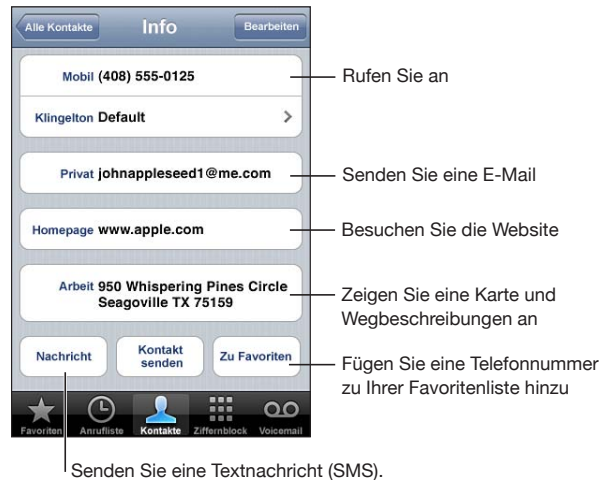 Alle Kontakte Info Bearbeiten
Mobil (408) 555-0125
Rufen Sie an
Klingelton Default
Privat johnappleseed1@me.com
Senden Sie eine E-Mail
Homepage www.apple.com
Besuchen Sie die Website
Arbeit 950 Whispering Pines Circle
Seagoville TX 75159
Zeigen Sie eine Karte und
Wegbeschreibungen an
Nachricht
Kontakt
senden
Zu Favoriten
Fügen Sie eine Telefonnummer
zu Ihrer Favoritenliste hinzu
Favoriten Anrufliste Kontakte Ziffernblock Voicemail
Senden Sie eine Textnachricht (SMS).